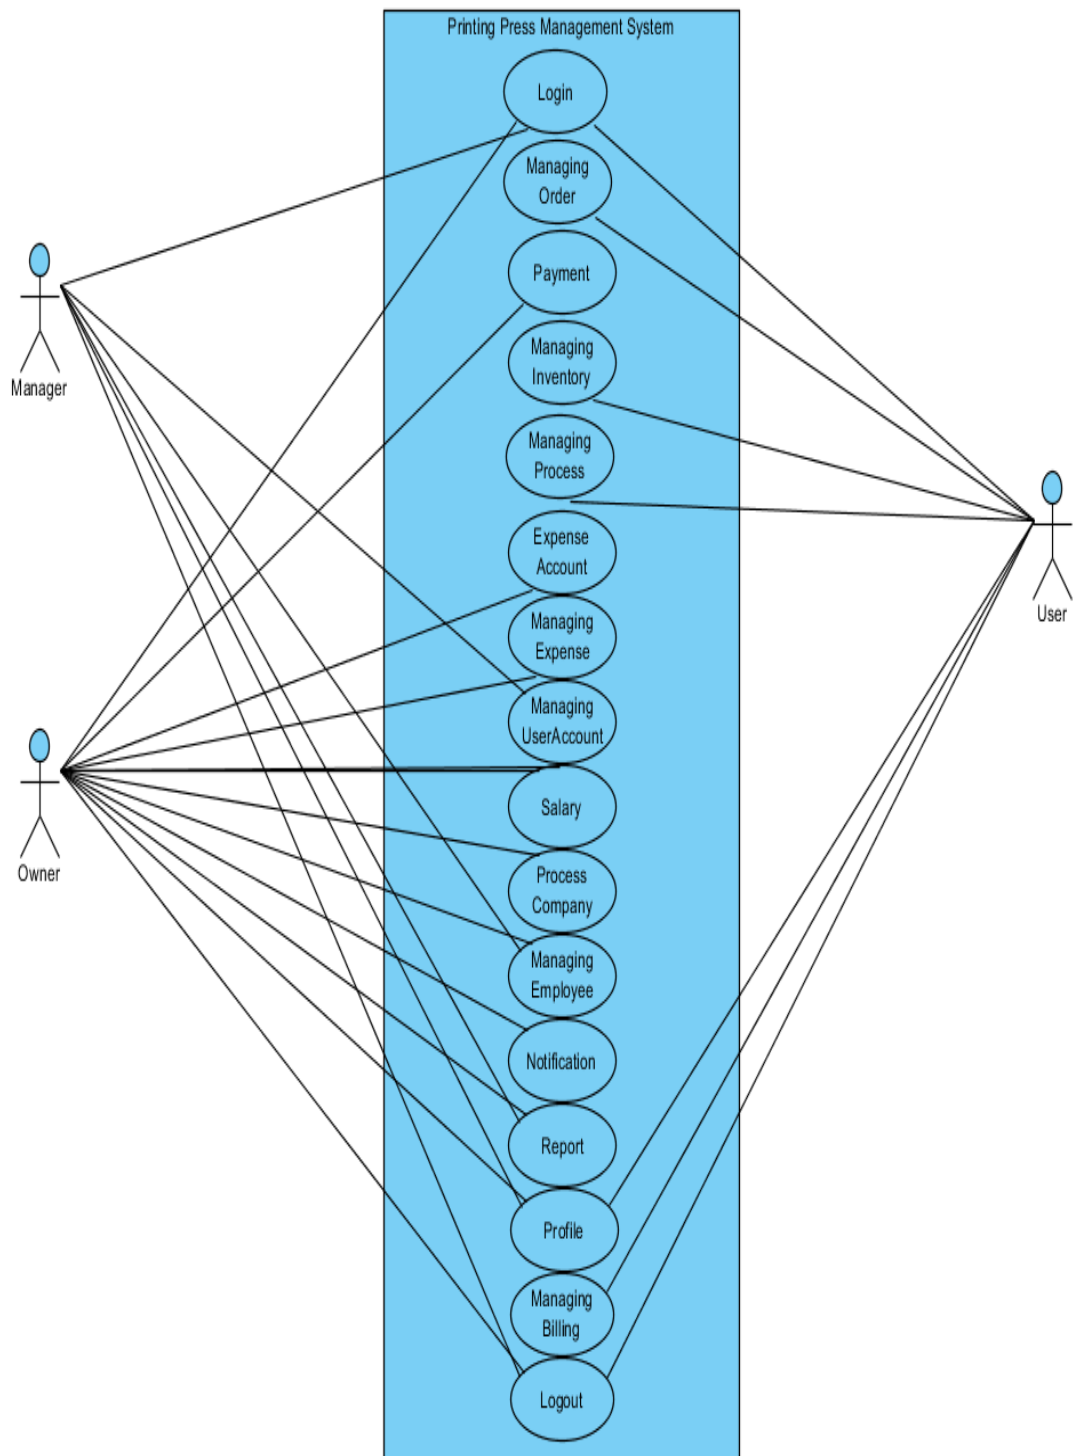 Printing Press Management System
Login
Managing
Order
Payment
Managing
Inventory
Managing
Process
Expense
Account
Managing
Expense
Managing
UserAccount
Salary
Process
Company
Managing
Employee
Notification
Report
Profile
Managing
Billing
Logout
Manager
Owner
User